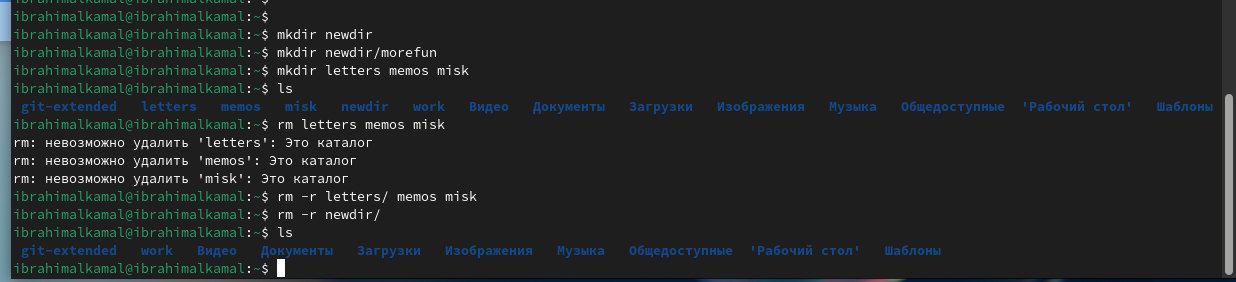 ibrahimalkamal@ibrahimalkamal:~$
ibrahimalkamal@ibrahimalkamal:~$
ibrahimalkamal@ibrahimalkamal:~$ mkdir newdir
ibrahimalkamal@ibrahimalkamal:~$ mkdir newdir/morefun
ibrahimalkamal@ibrahimalkamal:~$ mkdir letters memos misk
ibrahimalkamal@ibrahimalkamal:~$ ls
git-extended letters memos misk newdir work Видео Документы Загрузки Изображения Музыка Общедоступные 'Рабочий стол' Шаблоны
ibrahimalkamal@ibrahimalkamal:~$ rm letters memos misk
rm: невозможно удалить 'letters': Это каталог
rm: невозможно удалить 'memos': Это каталог
rm: невозможно удалить 'misk': Это каталог
ibrahimalkamal@ibrahimalkamal:~$ rm -r letters/ memos misk
ibrahimalkamal@ibrahimalkamal:~$ rm -r newdir/
ibrahimalkamal@ibrahimalkamal:~$ ls
git-extended work Видео Документы Загрузки Изображения Музыка Общедоступные 'Рабочий стол' Шаблоны
ibrahimalkamal@ibrahimalkamal:~$